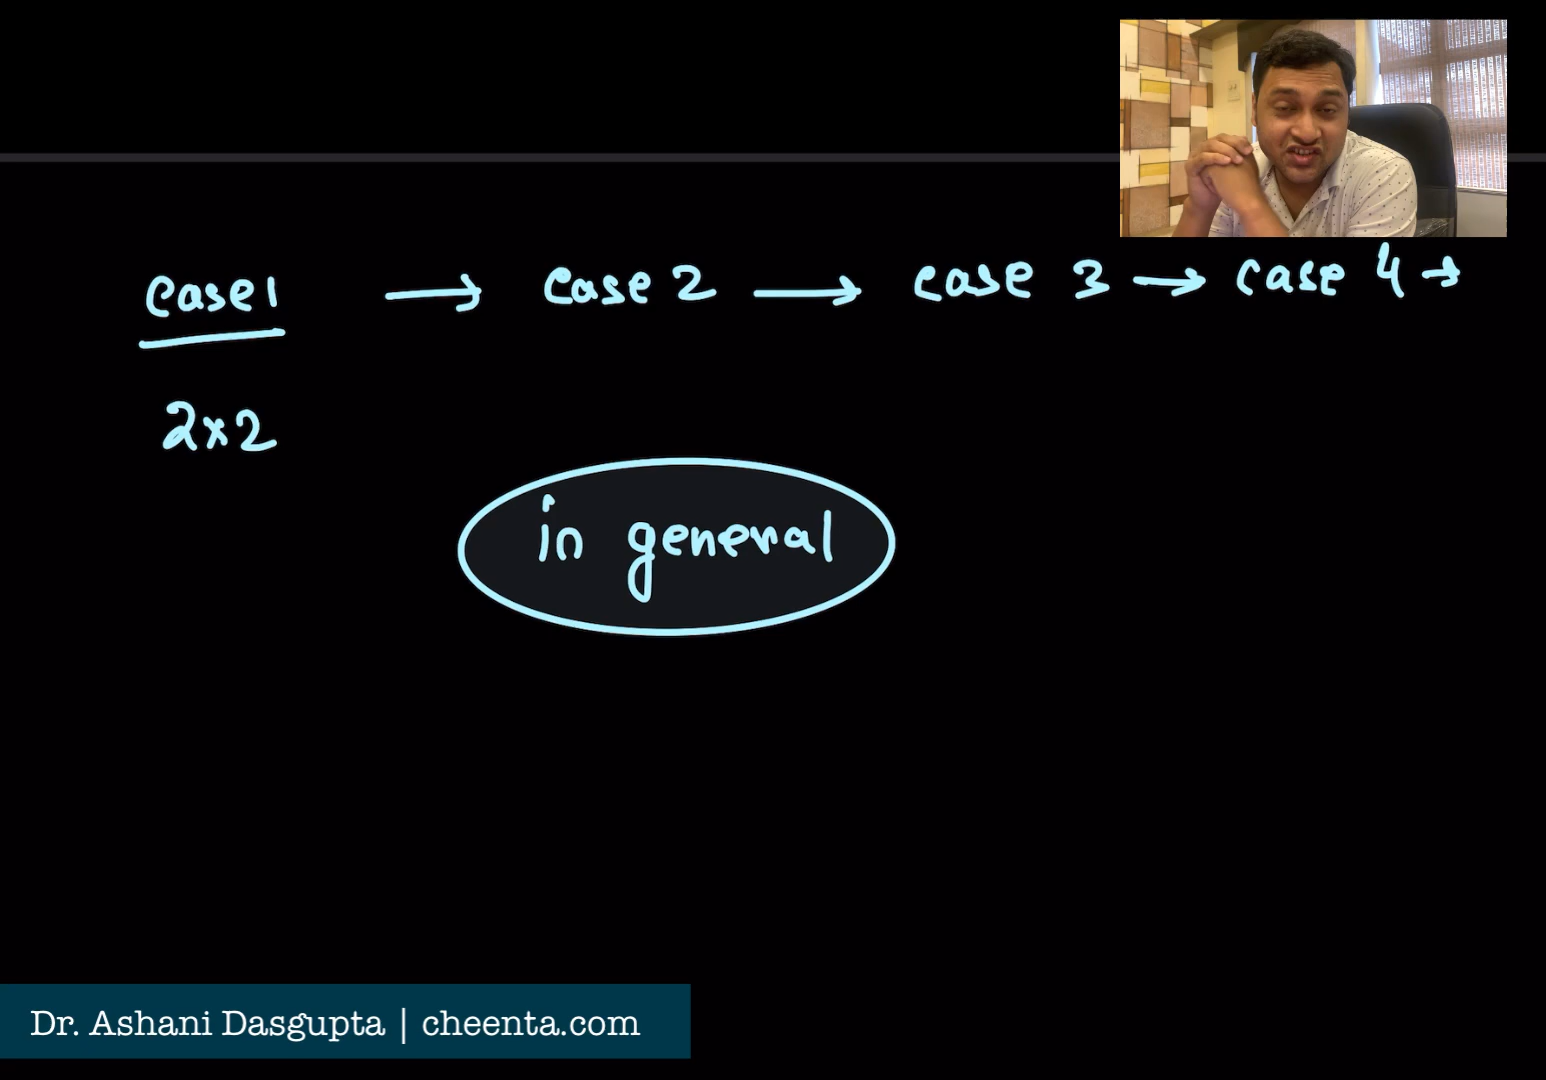 case 1 → case 2 → case 3 → case 4 →
2×2
in general
Dr. Ashani Dasgupta | cheenta.com